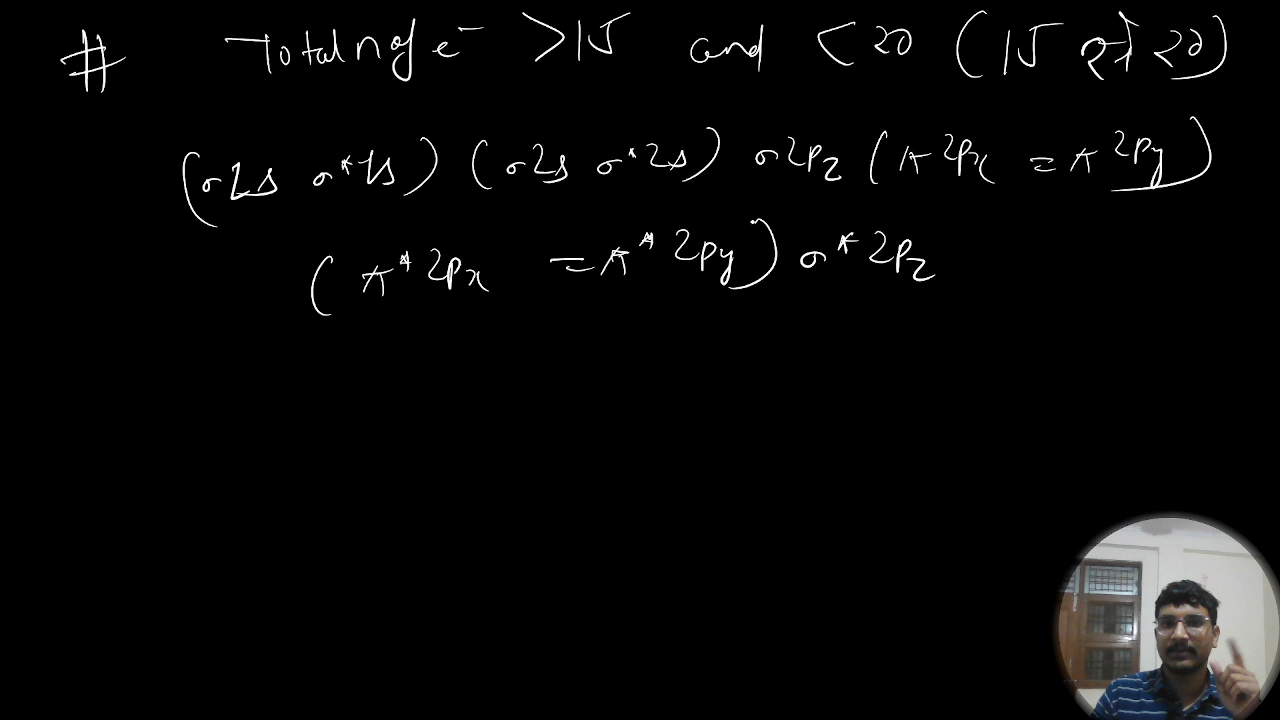 # Total no of e⁻ >15 and <20 (15 से 20)
(σ1s σ*1s) (σ2s σ*2s) σ2pz (π2px = π2py)
(π*2px = π*2py) σ*2pz